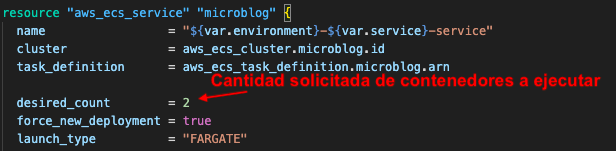 resource "aws_ecs_service" "microblog" {
name = "${var.environment}-${var.service}-service"
cluster = aws_ecs_cluster.microblog.id
task_definition = aws_ecs_task_definition.microblog.arn
Cantidad solicitada de contenedores a ejecutar
desired_count = 2
force_new_deployment = true
launch_type = "FARGATE"